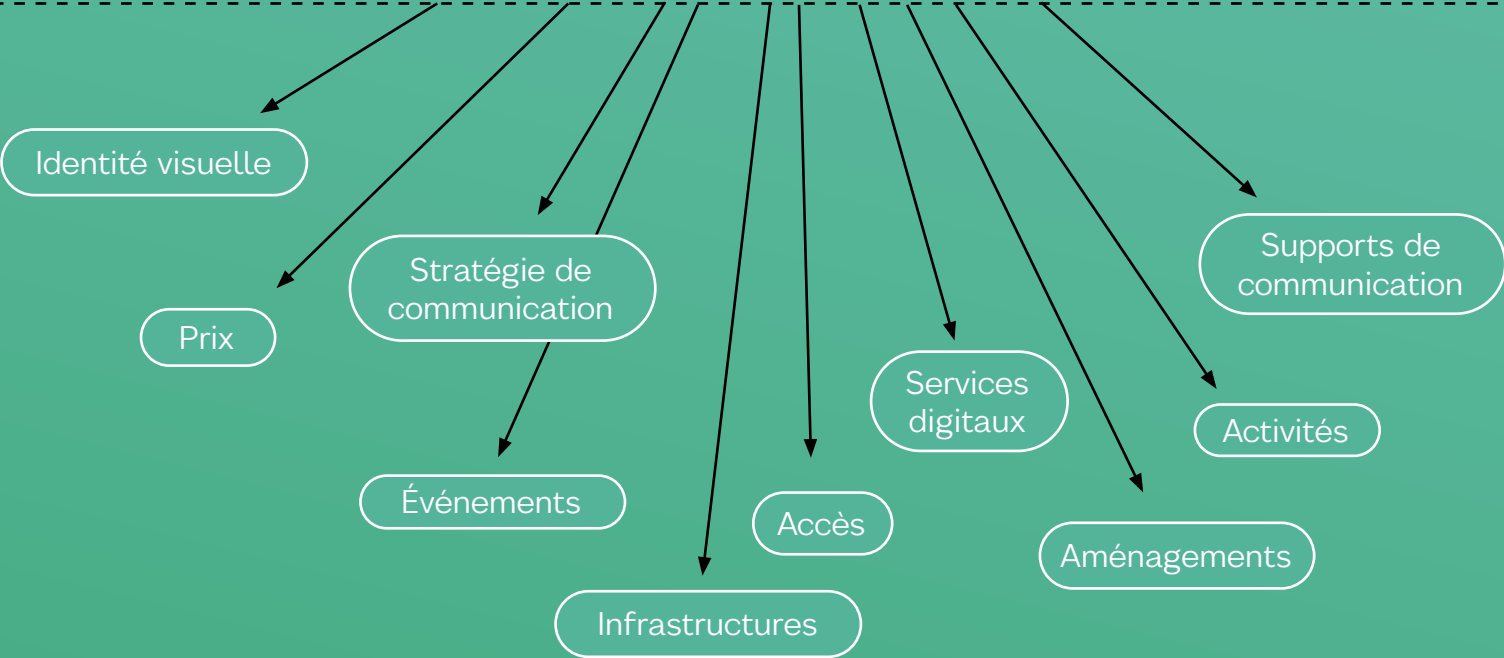 Identité visuelle
Supports de
communication
Stratégie de
communication
Prix
Services
digitaux
Activités
Événements
Accès
Aménagements
Infrastructures